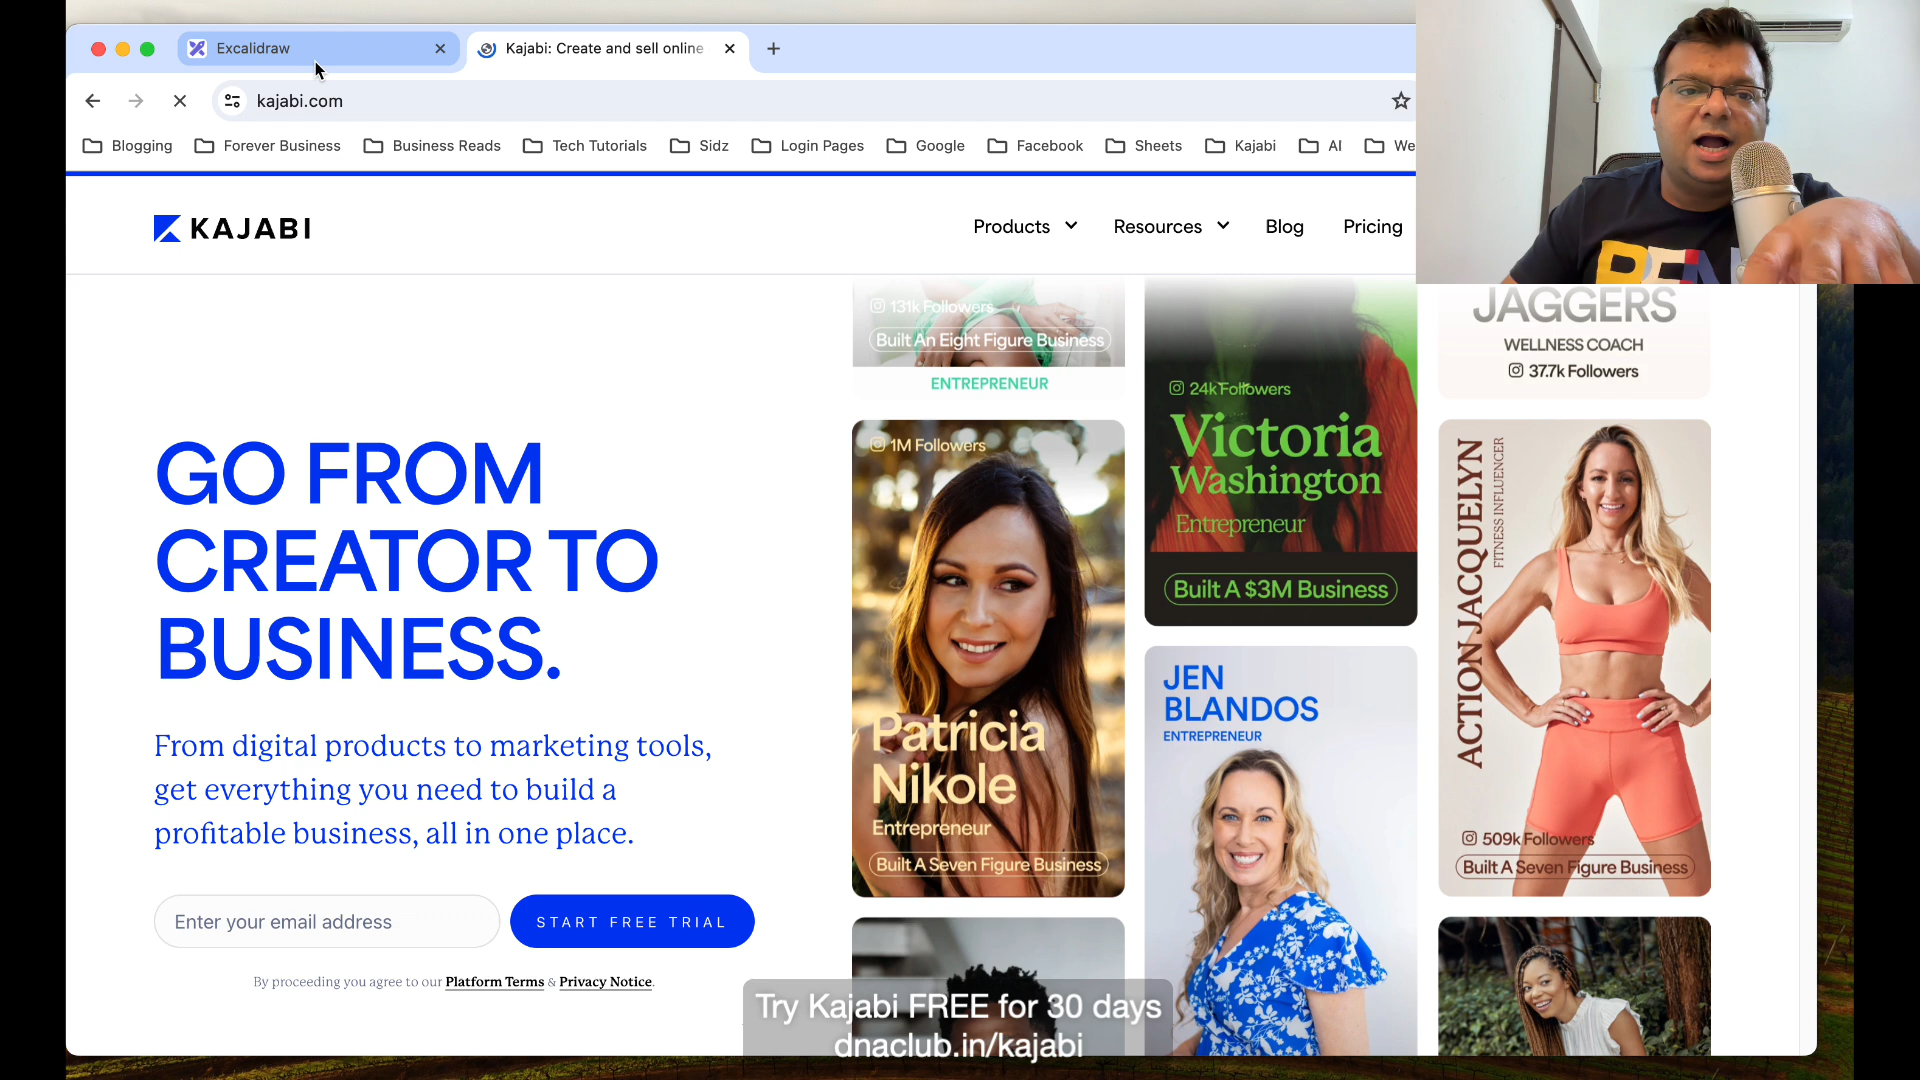 Excalidraw
Kajabi: Create and sell online
kajabi.com
Blogging
Forever Business
Business Reads
Tech Tutorials
Sidz
Login Pages
Google
Facebook
Sheets
Kajabi
AI
We
KAJABI
Products
Resources
Blog
Pricing
GO FROM
CREATOR TO
BUSINESS.
From digital products to marketing tools,
get everything you need to build a
profitable business, all in one place.
Enter your email address
START FREE TRIAL
By proceeding you agree to our Platform Terms & Privacy Notice.
131k Followers
Built An Eight Figure Business
ENTREPRENEUR
1M Followers
Patricia
Nikole
Entrepreneur
Built A Seven Figure Business
24k Followers
Victoria
Washington
Entrepreneur
Built A $3M Business
JEN
BLANDOS
ENTREPRENEUR
JAGGERS
WELLNESS COACH
37.7k Followers
ACTION JACQUELYN
FITNESS INFLUENCER
509k Followers
Built A Seven Figure Business
Try Kajabi FREE for 30 days
dnaclub.in/kajabi